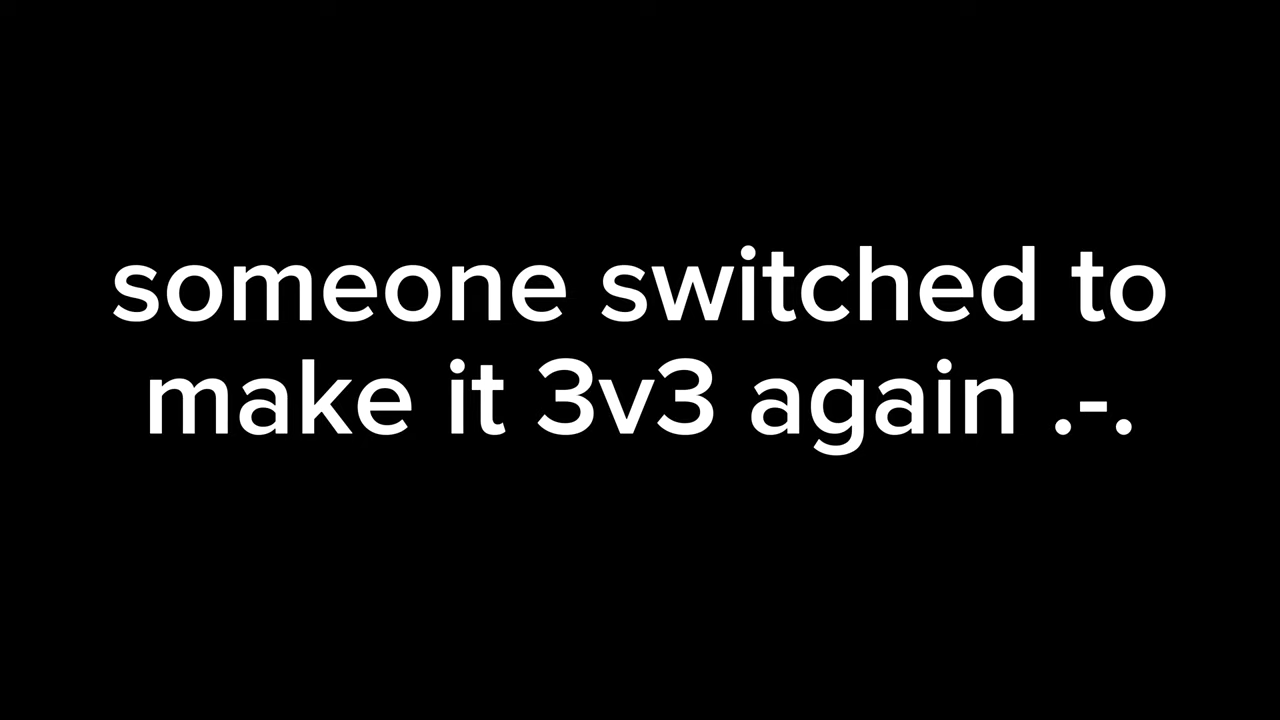 someone switched to
make it 3v3 again .-.